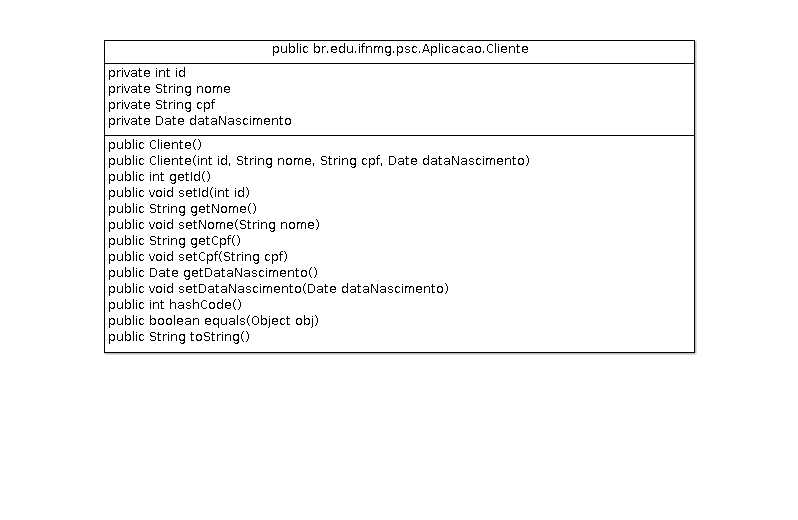 public br.edu.ifnmg.psc.Aplicacao.Cliente
private int id
private String nome
private String cpf
private Date dataNascimento
public Cliente()
public Cliente(int id, String nome, String cpf, Date dataNascimento)
public int getId()
public void setId(int id)
public String getNome()
public void setNome(String nome)
public String getCpf()
public void setCpf(String cpf)
public Date getDataNascimento()
public void setDataNascimento(Date dataNascimento)
public int hashCode()
public boolean equals(Object obj)
public String toString()